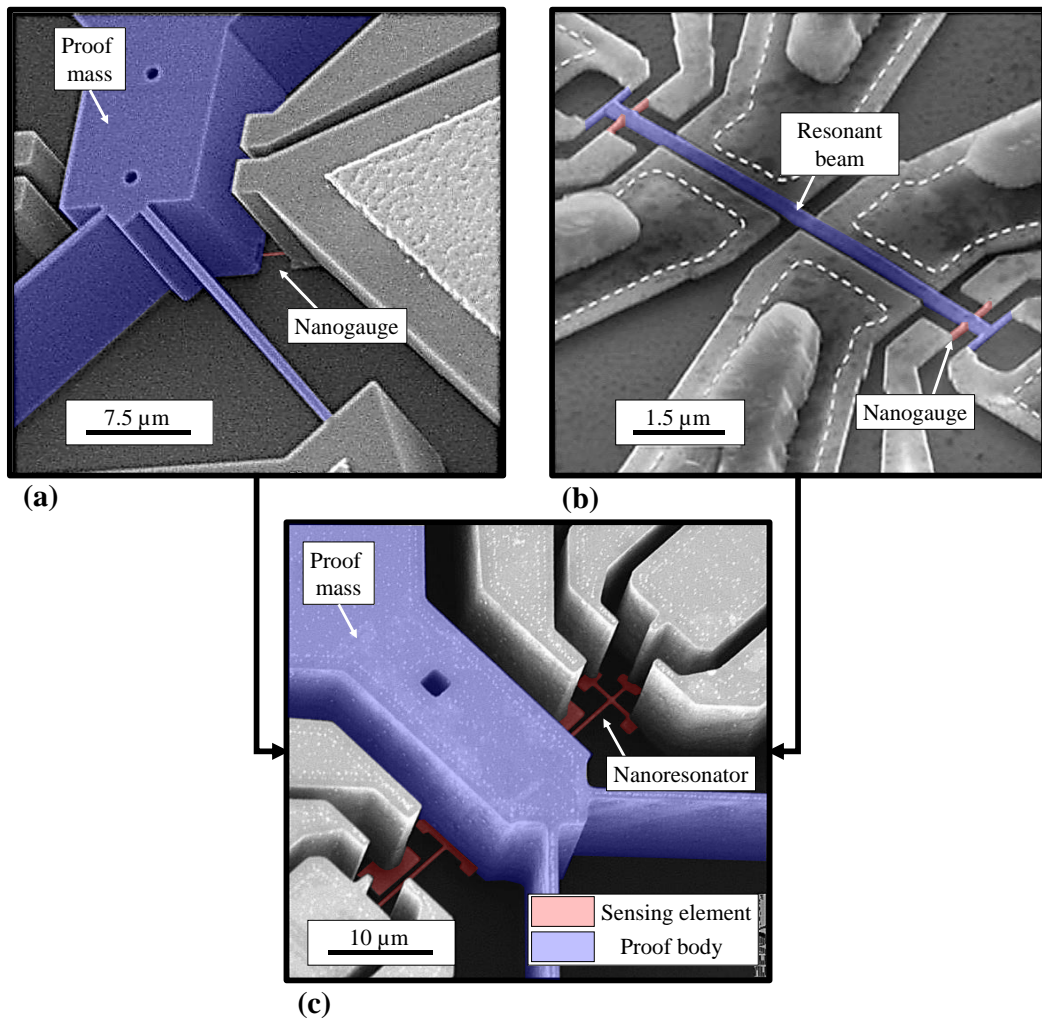 Proof
mass
Nanogauge
7.5 µm
(a)
Resonant
beam
Nanogauge
1.5 µm
(b)
Proof
mass
Nanoresonator
Sensing element
Proof body
10 µm
(c)